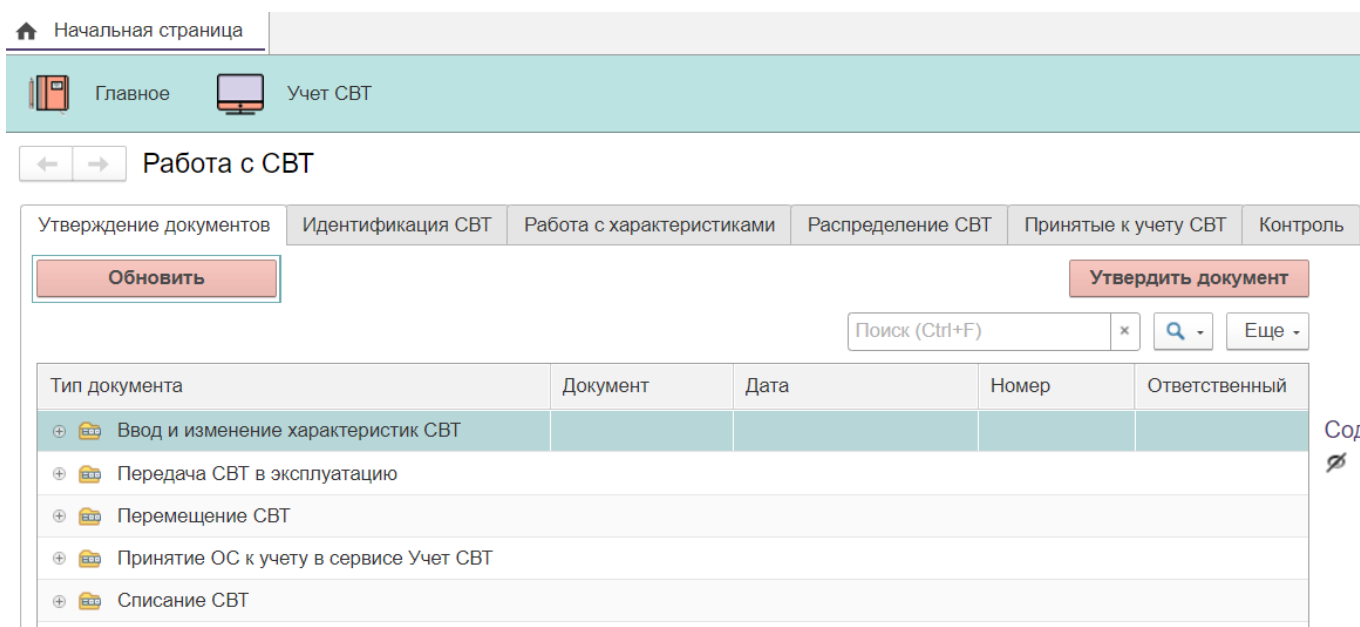 Начальная страница
Главное Учет СВТ
Работа с СВТ
Утверждение документов Идентификация СВТ Работа с характеристиками Распределение СВТ Принятые к учету СВТ Контроль
Обновить Утвердить документ
Поиск (Ctrl+F) × Еще
Тип документа Документ Дата Номер Ответственный
Ввод и изменение характеристик СВТ
Сод
Передача СВТ в эксплуатацию
Перемещение СВТ
Принятие ОС к учету в сервисе Учет СВТ
Списание СВТ